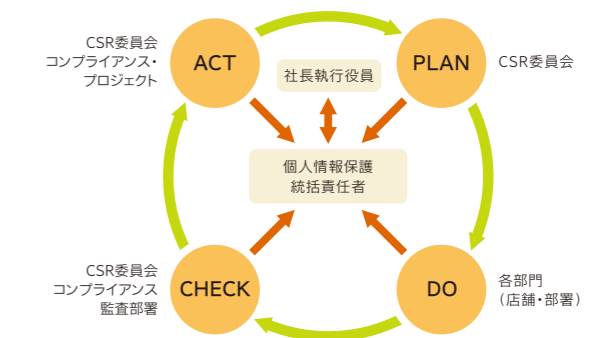 CSR委員会
コンプライアンス・
プロジェクト
ACT
社長執行役員
PLAN
CSR委員会
個人情報保護
統括責任者
CSR委員会
コンプライアンス
監査部署
CHECK
DO
各部門
（店舗・部署）